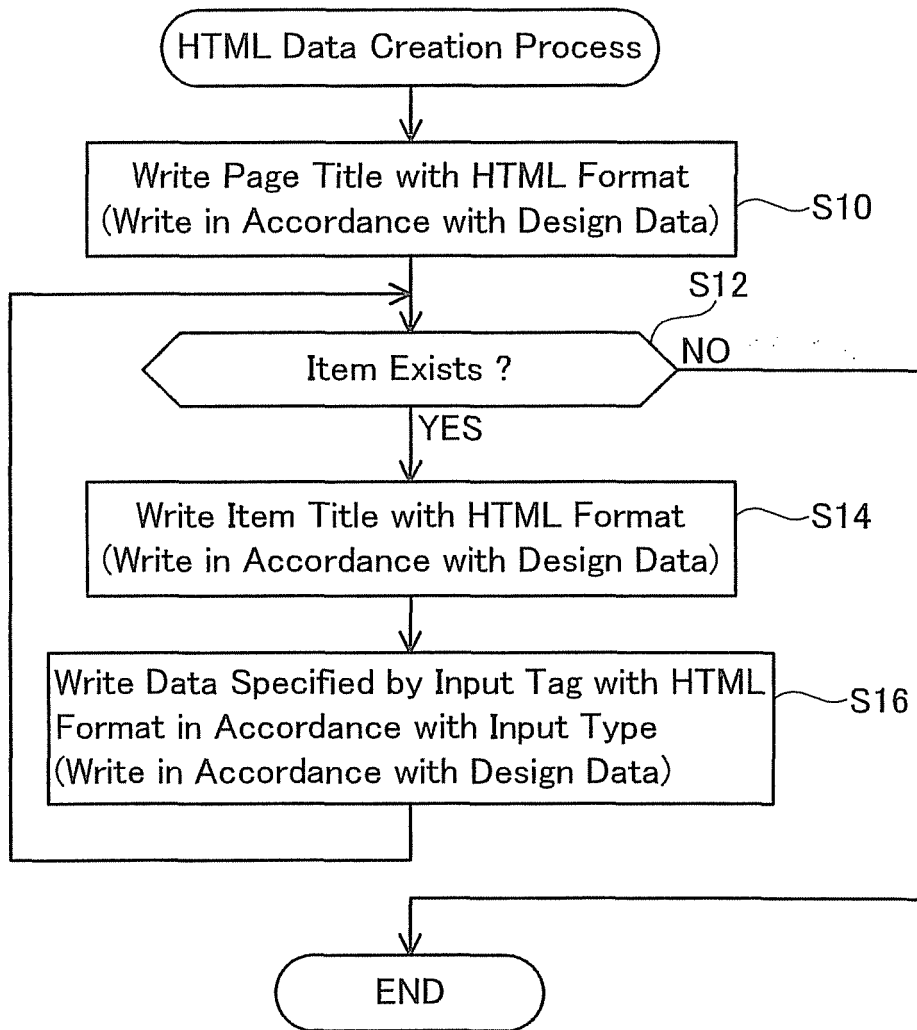 HTML Data Creation Process
Write Page Title with HTML Format
(Write in Accordance with Design Data)
S10
S12
Item Exists ?
NO
YES
Write Item Title with HTML Format
(Write in Accordance with Design Data)
S14
Write Data Specified by Input Tag with HTML
Format in Accordance with Input Type
(Write in Accordance with Design Data)
S16
END